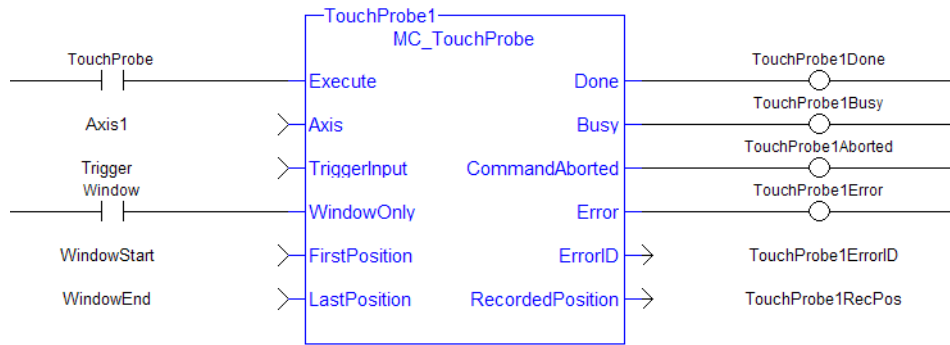 TouchProbe1
MC_TouchProbe
TouchProbe Execute Done TouchProbe1Done
Axis1 Axis Busy TouchProbe1Busy
Trigger TriggerInput CommandAborted TouchProbe1Aborted
Window WindowOnly Error TouchProbe1Error
WindowStart FirstPosition ErrorID TouchProbe1ErrorID
WindowEnd LastPosition RecordedPosition TouchProbe1RecPos